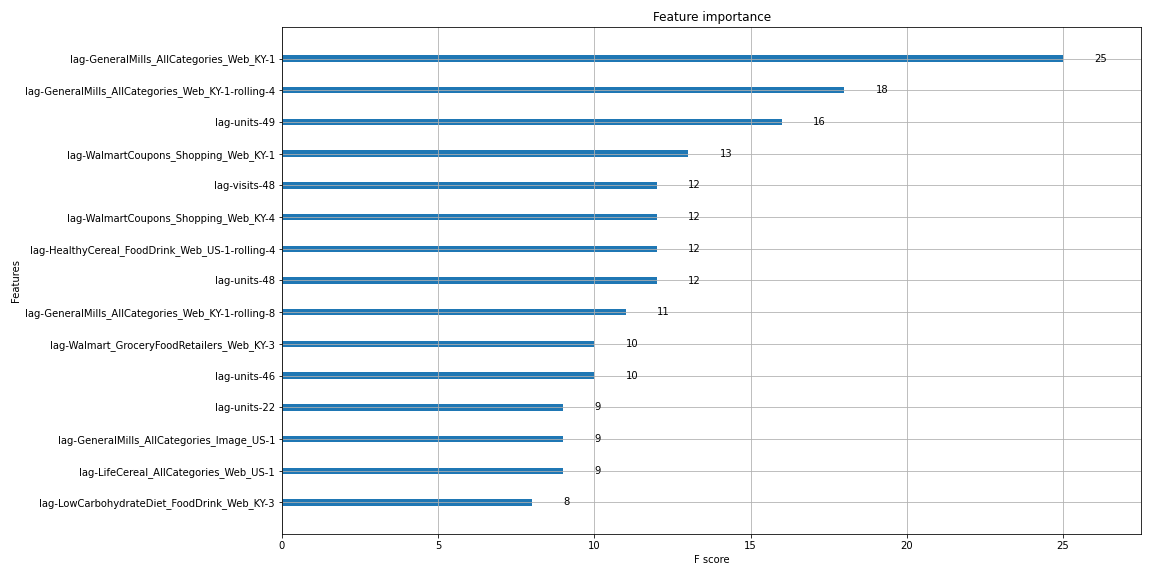 Feature importance
lag-GeneralMills_AllCategories_Web_KY-1 25
lag-GeneralMills_AllCategories_Web_KY-1-rolling-4 18
lag-units-49 16
lag-WalmartCoupons_Shopping_Web_KY-1 13
lag-visits-48 12
lag-WalmartCoupons_Shopping_Web_KY-4 12
lag-HealthyCereal_FoodDrink_Web_US-1-rolling-4 12
lag-units-48 12
lag-GeneralMills_AllCategories_Web_KY-1-rolling-8 11
lag-Walmart_GroceryFoodRetailers_Web_KY-3 10
lag-units-46 10
lag-units-22 9
lag-GeneralMills_AllCategories_Image_US-1 9
lag-LifeCereal_AllCategories_Web_US-1 9
lag-LowCarbohydrateDiet_FoodDrink_Web_KY-3 8
Features
0 5 10 15 20 25
F score